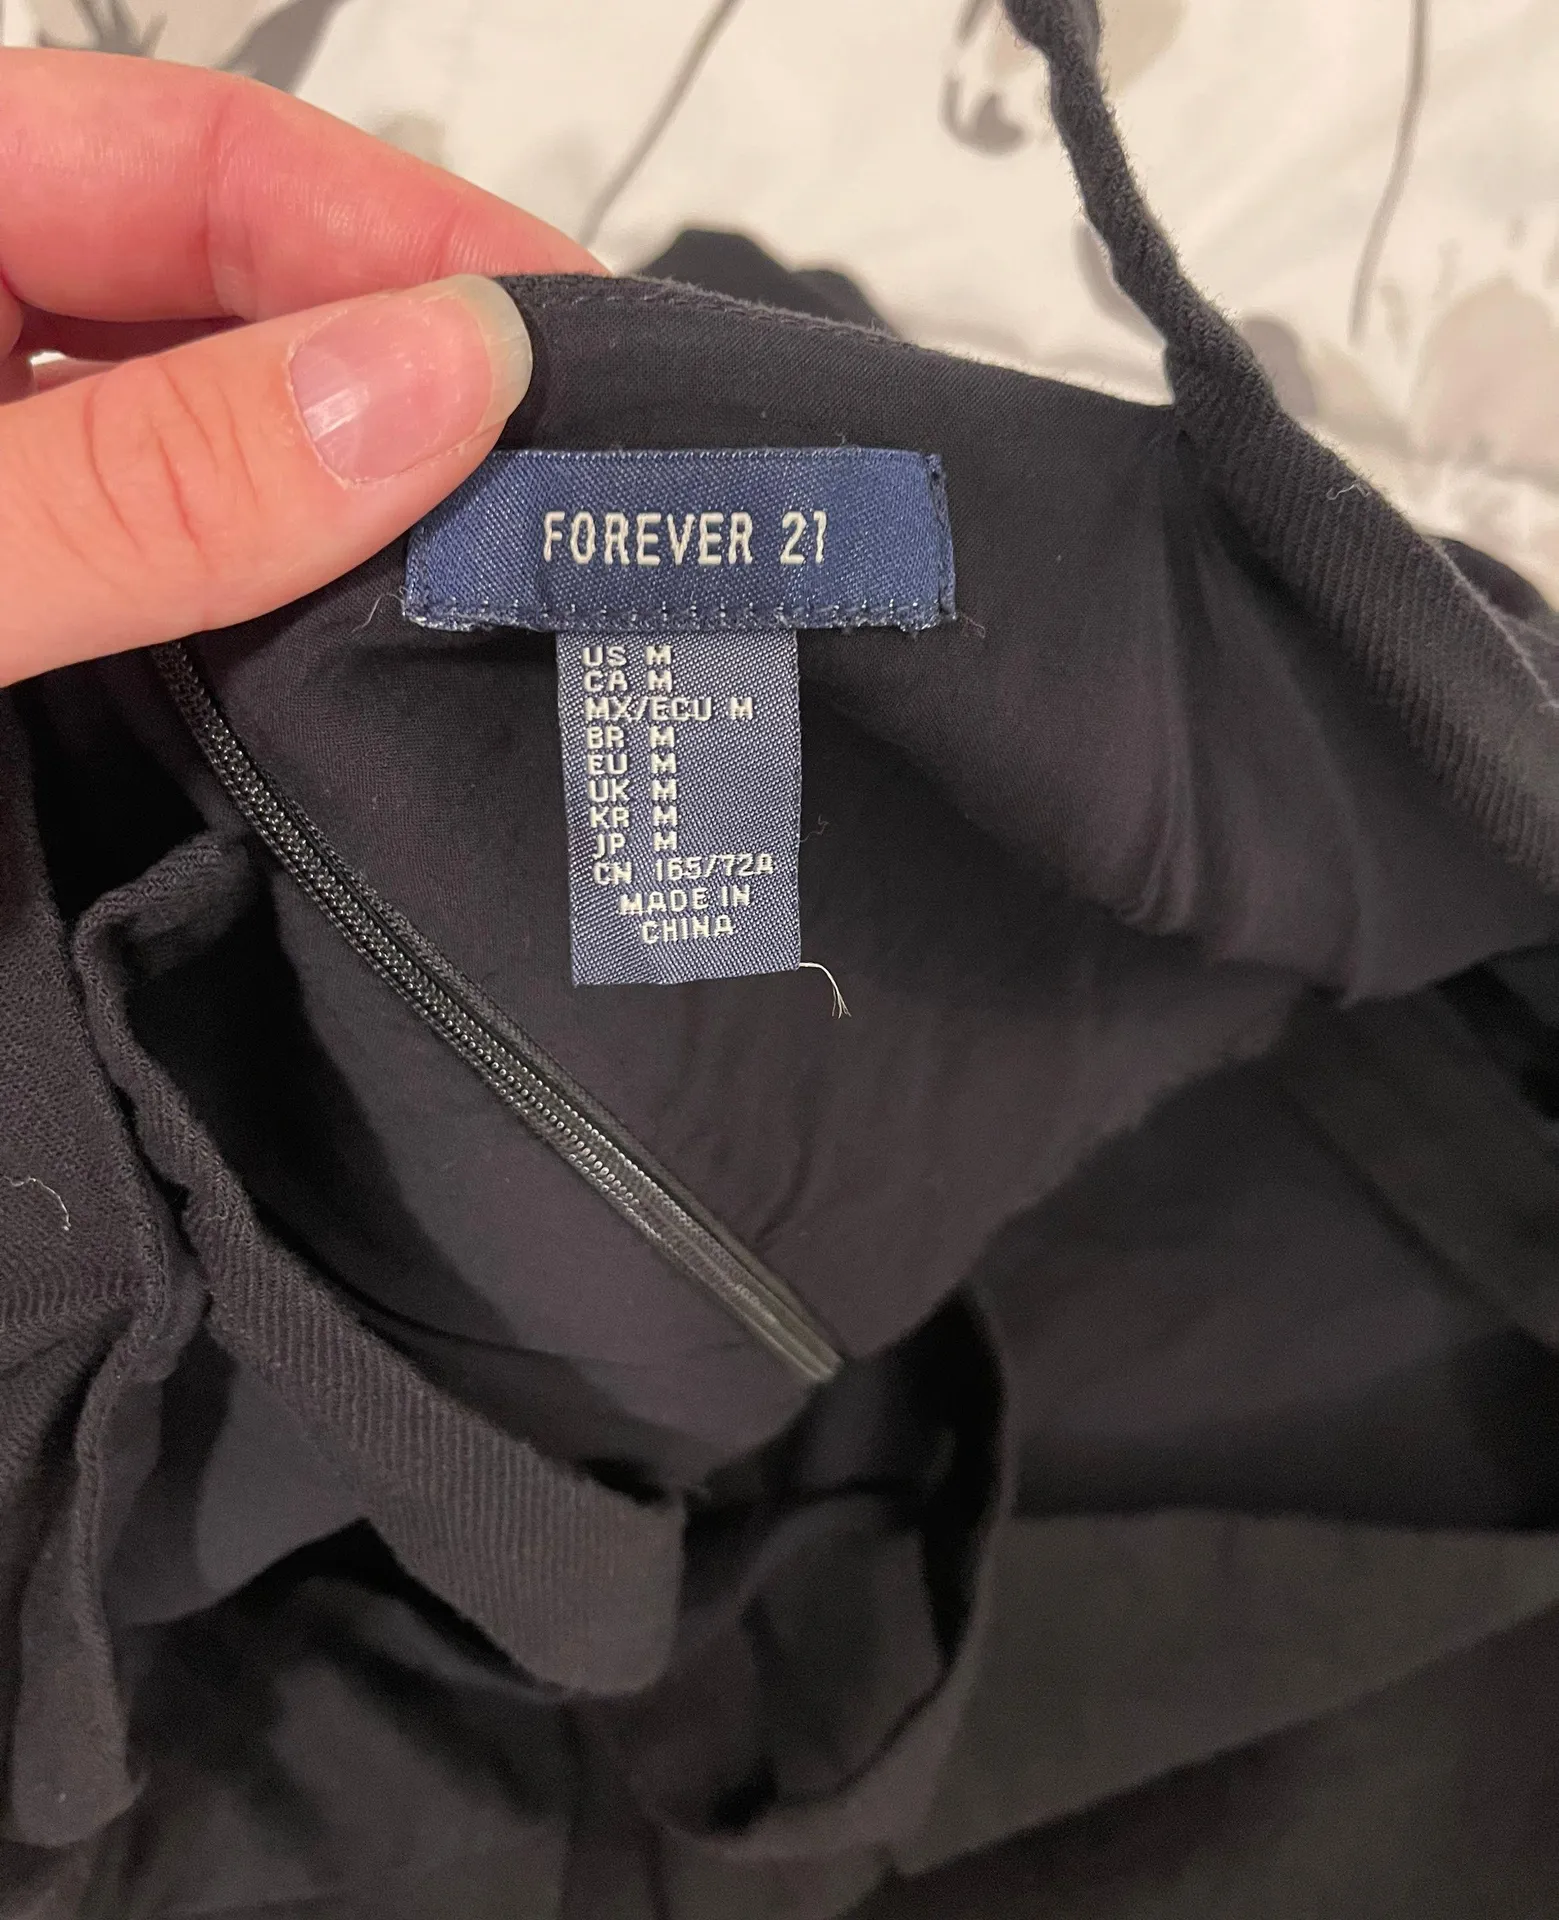 FOREVER 21
US M
CA M
MX/ECU M
BR M
EU M
UK M
KR M
JP M
CN 165/72A
MADE IN
CHINA